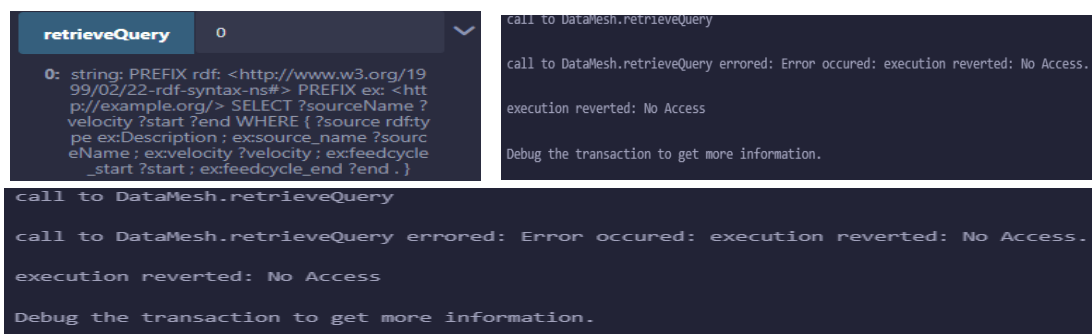 retrieveQuery 0
0: string: PREFIX rdf: <http://www.w3.org/19
99/02/22-rdf-syntax-ns#> PREFIX ex: <htt
p://example.org/> SELECT ?sourceName ?
velocity ?start ?end WHERE { ?source rdf:ty
pe ex:Description ; ex:source_name ?sourc
eName ; ex:velocity ?velocity ; ex:feedcycle
_start ?start ; ex:feedcycle_end ?end . }
call to DataMesh.retrieveQuery
call to DataMesh.retrieveQuery errored: Error occured: execution reverted: No Access.
execution reverted: No Access
Debug the transaction to get more information.
call to DataMesh.retrieveQuery
call to DataMesh.retrieveQuery errored: Error occured: execution reverted: No Access.
execution reverted: No Access
Debug the transaction to get more information.